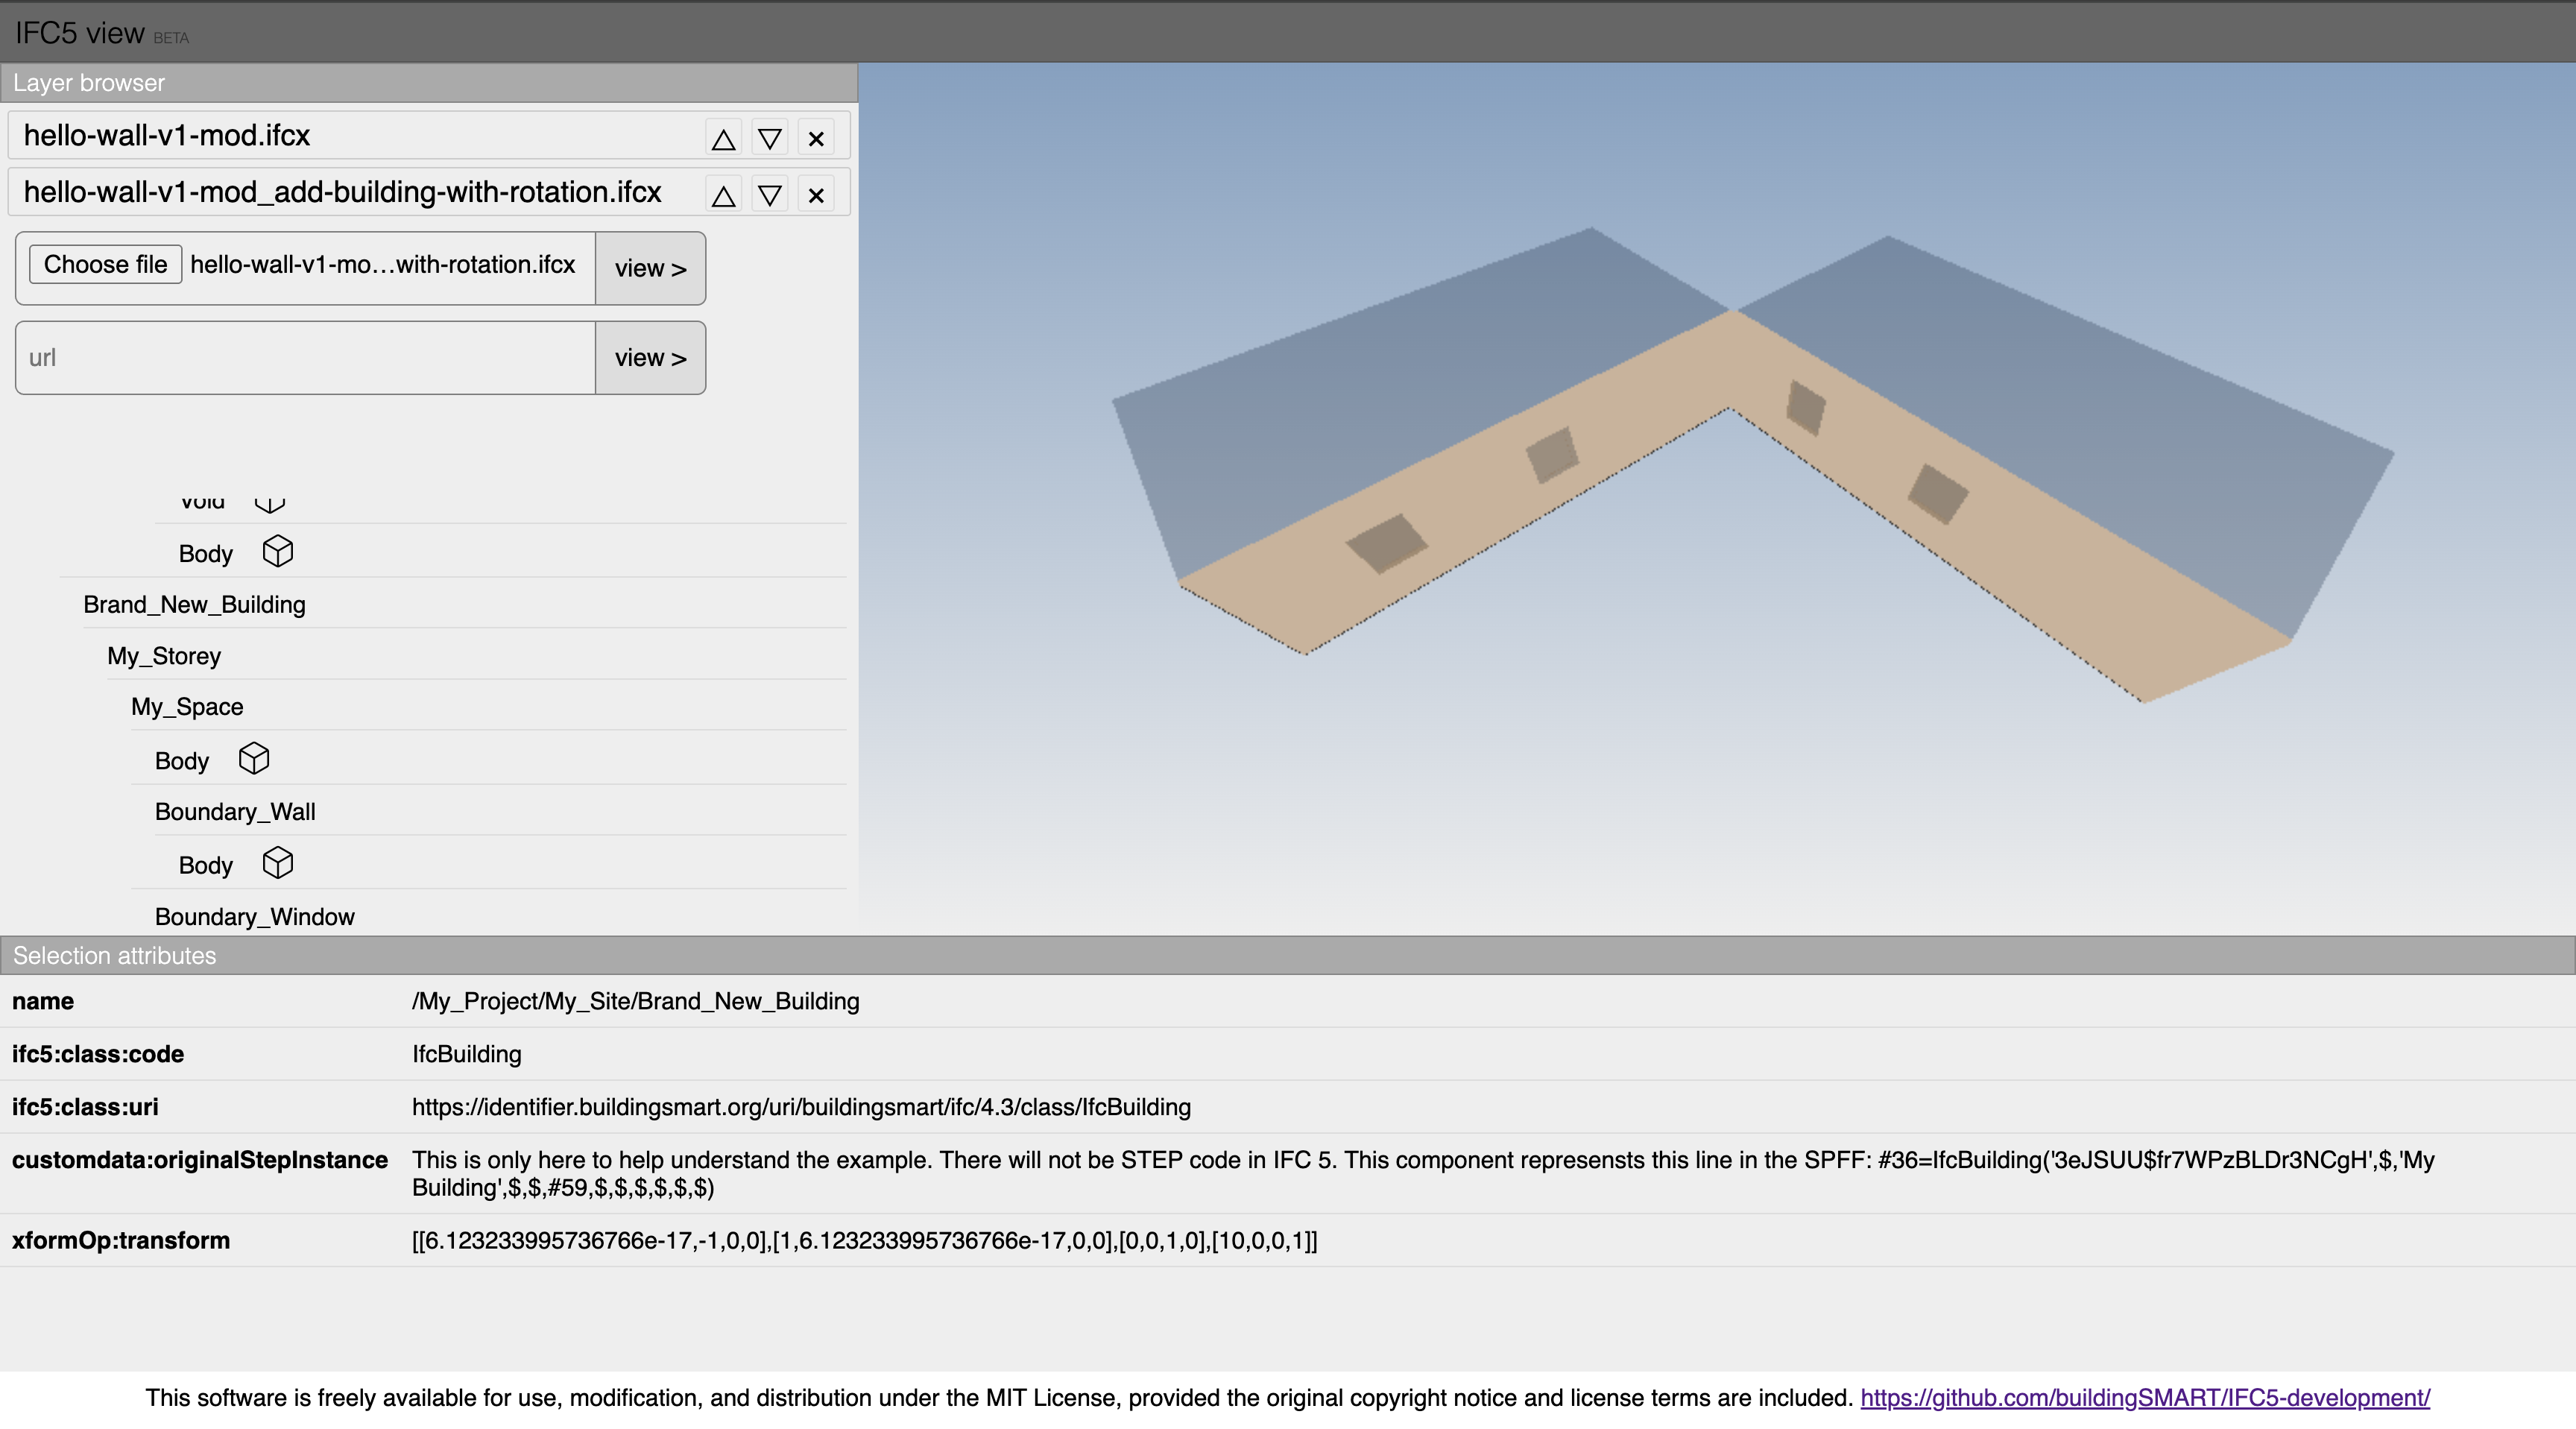 IFC5 view BETA
Layer browser
hello-wall-v1-mod.ifcx △ ▽ ×
hello-wall-v1-mod_add-building-with-rotation.ifcx △ ▽ ×
Choose file hello-wall-v1-mo…with-rotation.ifcx view >
url view >
Void
Body
Brand_New_Building
My_Storey
My_Space
Body
Boundary_Wall
Body
Boundary_Window
Selection attributes
name /My_Project/My_Site/Brand_New_Building
ifc5:class:code IfcBuilding
ifc5:class:uri https://identifier.buildingsmart.org/uri/buildingsmart/ifc/4.3/class/IfcBuilding
customdata:originalStepInstance This is only here to help understand the example. There will not be STEP code in IFC 5. This component represensts this line in the SPFF: #36=IfcBuilding('3eJSUU$fr7WPzBLDr3NCgH',$,'My
Building',$,$,#59,$,$,$,$,$,$)
xformOp:transform [[6.123233995736766e-17,-1,0,0],[1,6.123233995736766e-17,0,0],[0,0,1,0],[10,0,0,1]]
This software is freely available for use, modification, and distribution under the MIT License, provided the original copyright notice and license terms are included. https://github.com/buildingSMART/IFC5-development/